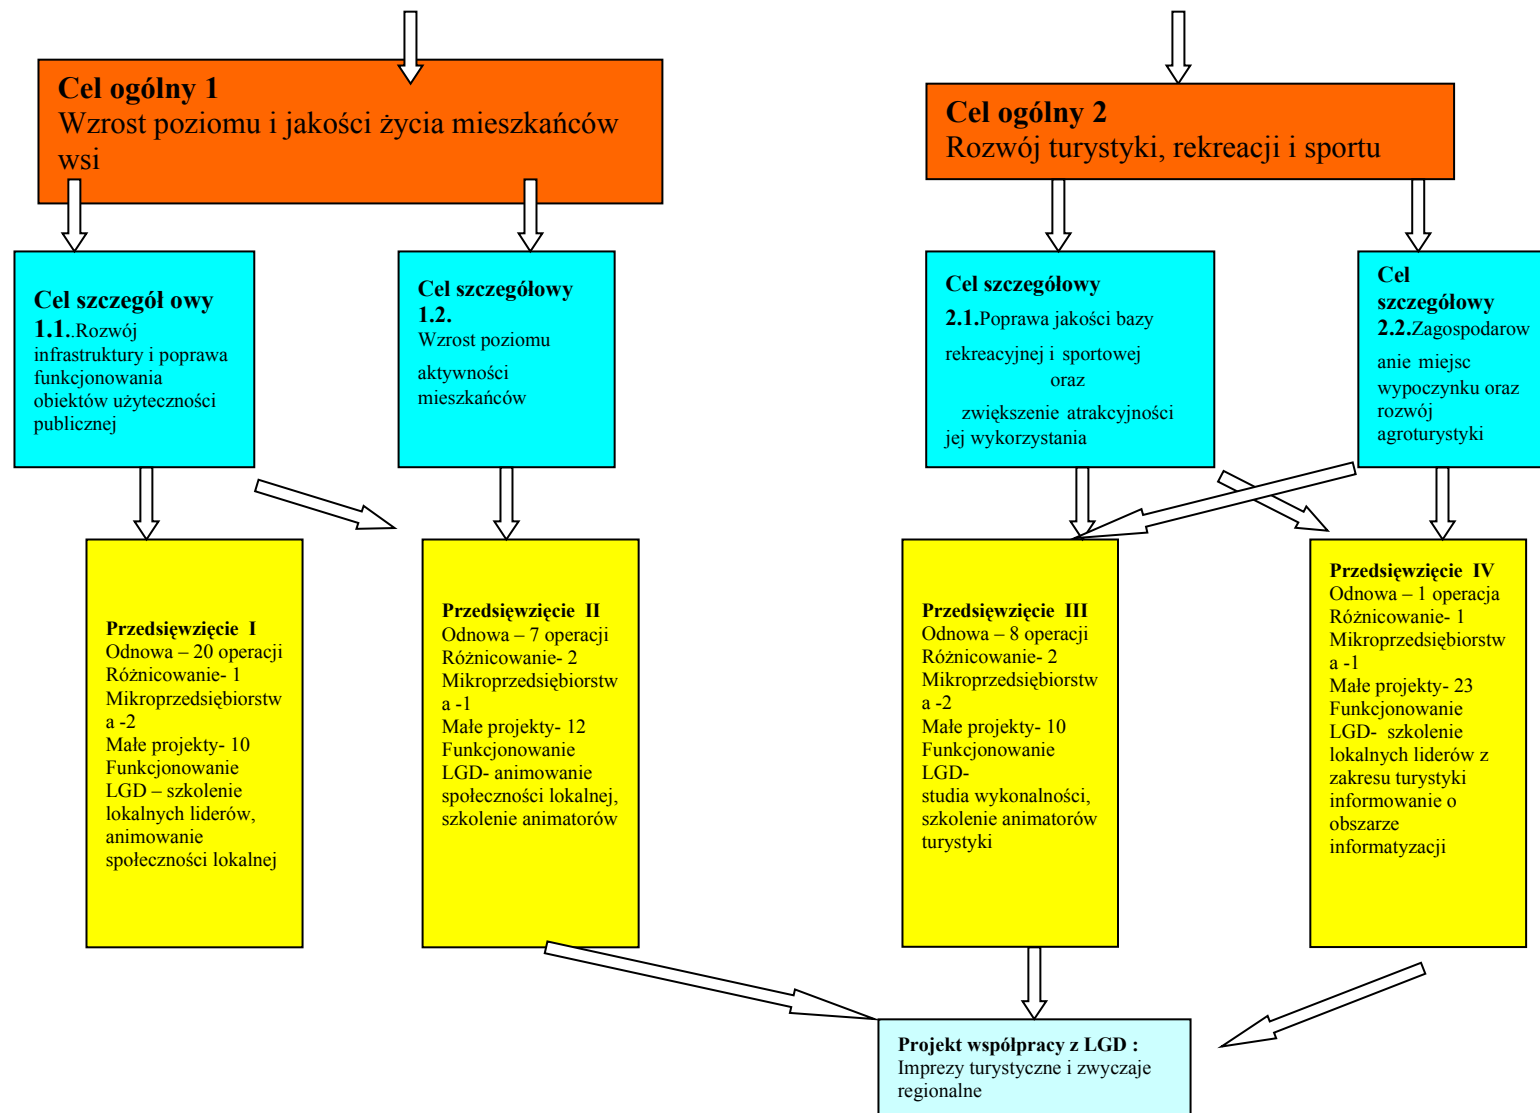 Cel ogólny 1
Wzrost poziomu i jakości życia mieszkańców
wsi
Cel ogólny 2
Rozwój turystyki, rekreacji i sportu
Cel szczegół owy
1.1..Rozwój
infrastruktury i poprawa
funkcjonowania
obiektów użyteczności
publicznej
Cel szczegółowy
1.2.
Wzrost poziomu
aktywności
mieszkańców
Cel szczegółowy
2.1.Poprawa jakości bazy
rekreacyjnej i sportowej
oraz
zwiększenie atrakcyjności
jej wykorzystania
Cel
szczegółowy
2.2.Zagospodarow
anie miejsc
wypoczynku oraz
rozwój
agroturystyki
Przedsięwzięcie I
Odnowa – 20 operacji
Różnicowanie- 1
Mikroprzedsiębiorstw
a -2
Małe projekty- 10
Funkcjonowanie
LGD – szkolenie
lokalnych liderów,
animowanie
społeczności lokalnej
Przedsięwzięcie II
Odnowa – 7 operacji
Różnicowanie- 2
Mikroprzedsiębiorstw
a -1
Małe projekty- 12
Funkcjonowanie
LGD- animowanie
społeczności lokalnej,
szkolenie animatorów
Przedsięwzięcie III
Odnowa – 8 operacji
Różnicowanie- 2
Mikroprzedsiębiorstw
a -2
Małe projekty- 10
Funkcjonowanie
LGD-
studia wykonalności,
szkolenie animatorów
turystyki
Przedsięwzięcie IV
Odnowa – 1 operacja
Różnicowanie- 1
Mikroprzedsiębiorstw
a -1
Małe projekty- 23
Funkcjonowanie
LGD- szkolenie
lokalnych liderów z
zakresu turystyki
informowanie o
obszarze
informatyzacji
Projekt współpracy z LGD :
Imprezy turystyczne i zwyczaje
regionalne